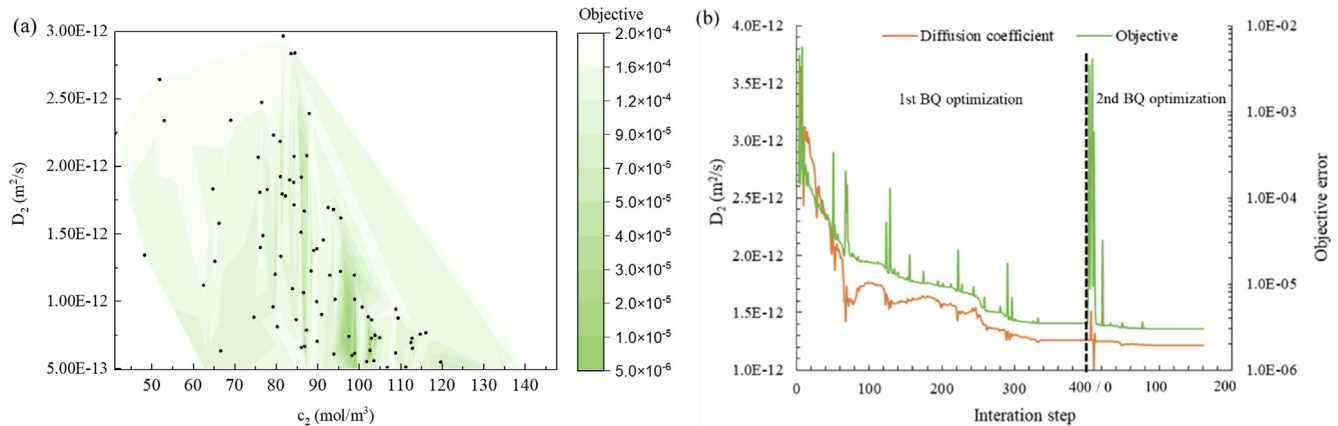 (a)
Objective
3.00E-12
2.50E-12
2.00E-12
1.50E-12
1.00E-12
5.00E-13
D₂ (m²/s)
50 60 70 80 90 100 110 120 130 140
c₂ (mol/m³)
2.0×10⁻⁴
1.6×10⁻⁴
1.2×10⁻⁴
9.0×10⁻⁵
7.0×10⁻⁵
5.0×10⁻⁵
3.0×10⁻⁵
2.0×10⁻⁵
1.0×10⁻⁵
5.0×10⁻⁶
(b)
Diffusion coefficient Objective
1st BQ optimization 2nd BQ optimization
4.0E-12
3.5E-12
3.0E-12
2.5E-12
2.0E-12
1.5E-12
1.0E-12
D₂ (m²/s)
0 100 200 300 400 / 0 100 200
Interation step
1.0E-02
1.0E-03
1.0E-04
1.0E-05
1.0E-06
Objective error